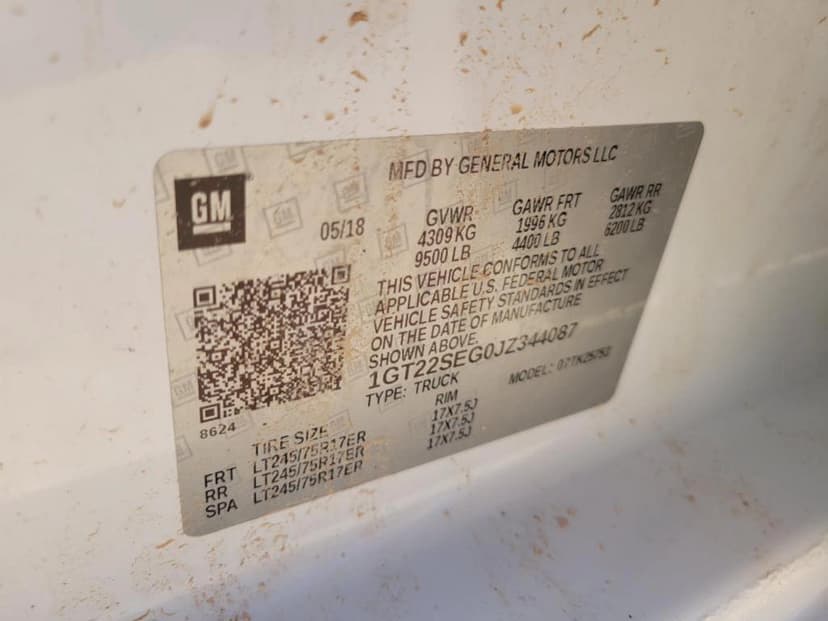 GM
MFD BY GENERAL MOTORS LLC
05/18
GVWR
4309 KG
9500 LB
GAWR FRT
1996 KG
4400 LB
GAWR RR
2812 KG
6200 LB
THIS VEHICLE CONFORMS TO ALL
APPLICABLE U.S. FEDERAL MOTOR
VEHICLE SAFETY STANDARDS IN EFFECT
ON THE DATE OF MANUFACTURE
SHOWN ABOVE.
1GT22SEG0JZ344087
TYPE: TRUCK
MODEL:
8624
TIRE SIZE
RIM
FRT LT245/75R17ER 17X7.5J
RR LT245/75R17ER 17X7.5J
SPA LT245/75R17ER 17X7.5J